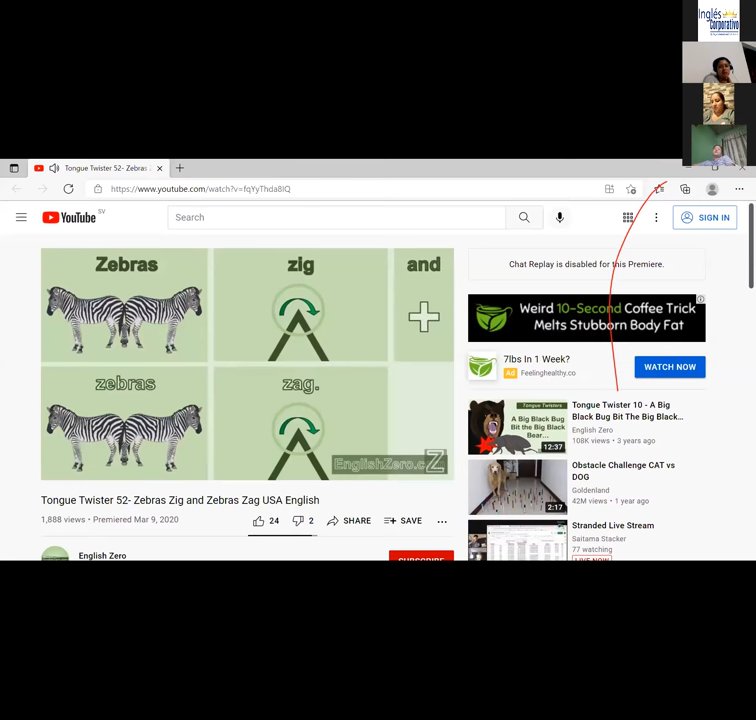 Inglés
Corporativo
Tongue Twister 52- Zebras Z
https://www.youtube.com/watch?v=fqYyThda8IQ
YouTube SV
Search
SIGN IN
Zebras
zig
and
zebras
zag.
EnglishZero.c
Z
Chat Replay is disabled for this Premiere.
Weird 10-Second Coffee Trick
Melts Stubborn Body Fat
7lbs In 1 Week?
Ad Feelinghealthy.co
WATCH NOW
Tongue Twisters
A Big Black Bug
Bit the Big Black
Bear...
12:37
Tongue Twister 10 - A Big
Black Bug Bit The Big Black...
English Zero
108K views • 3 years ago
2:17
Obstacle Challenge CAT vs
DOG
Goldenland
42M views • 1 year ago
Stranded Live Stream
Saitama Stacker
77 watching
LIVE NOW
Tongue Twister 52- Zebras Zig and Zebras Zag USA English
1,888 views • Premiered Mar 9, 2020
24
2
SHARE
SAVE
English Zero
SUBSCRIBE